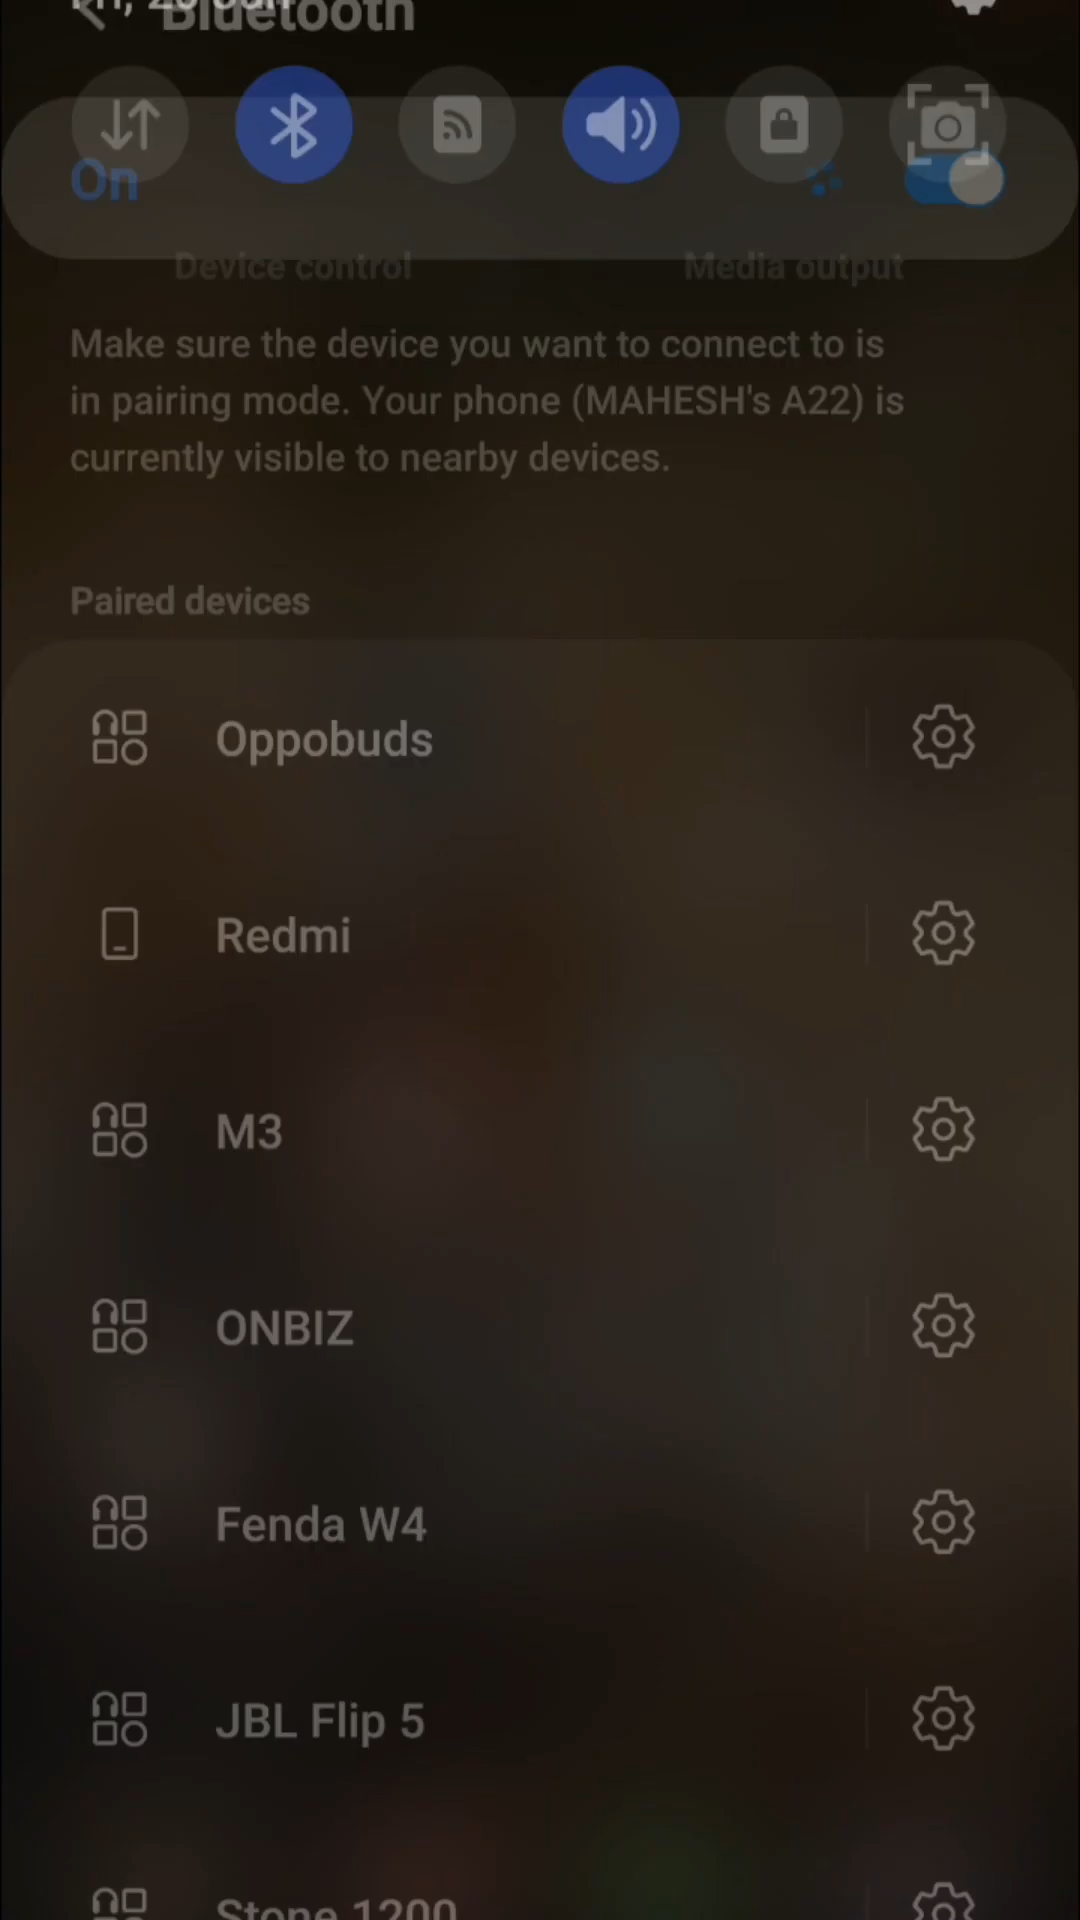 Bluetooth
On
Device control Media output
Make sure the device you want to connect to is
in pairing mode. Your phone (MAHESH's A22) is
currently visible to nearby devices.
Paired devices
Oppobuds
Redmi
M3
ONBIZ
Fenda W4
JBL Flip 5
Stone 1200